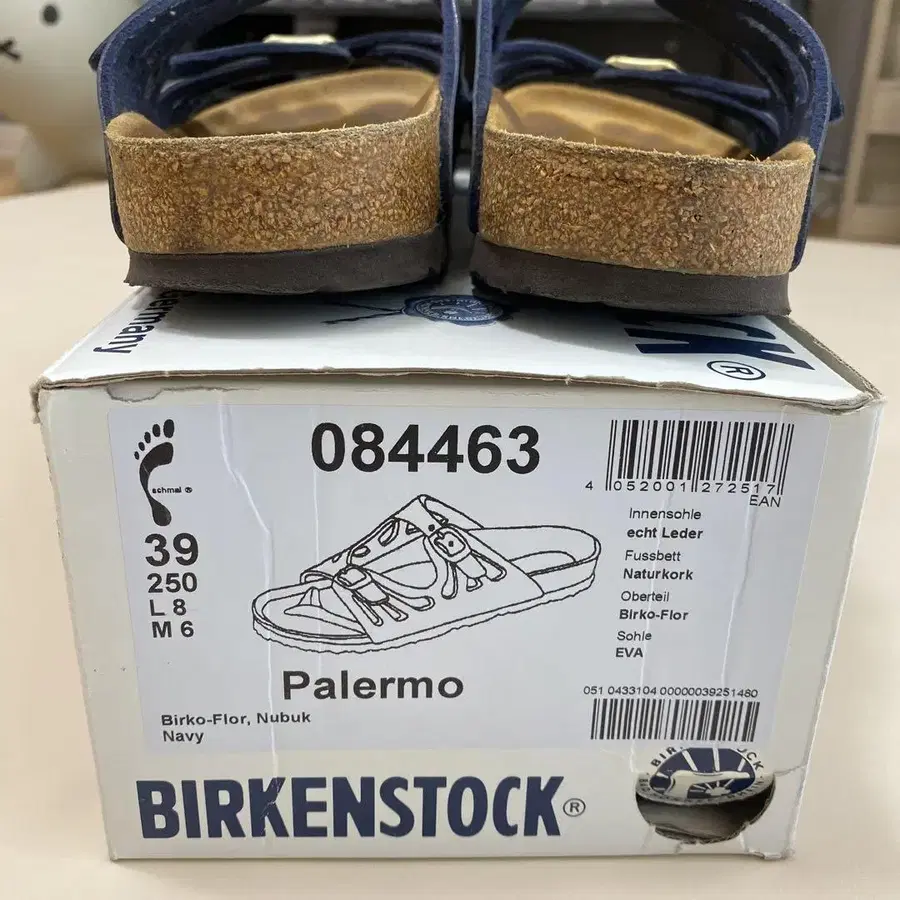 Germany
®
084463
schmal ®
39
250
L 8
M 6
4 052001 272517
EAN
Innensohle
echt Leder
Fussbett
Naturkork
Oberteil
Birko-Flor
Sohle
EVA
Palermo
Birko-Flor, Nubuk
Navy
051 0433104 00000039251480
BIRKENSTOCK®